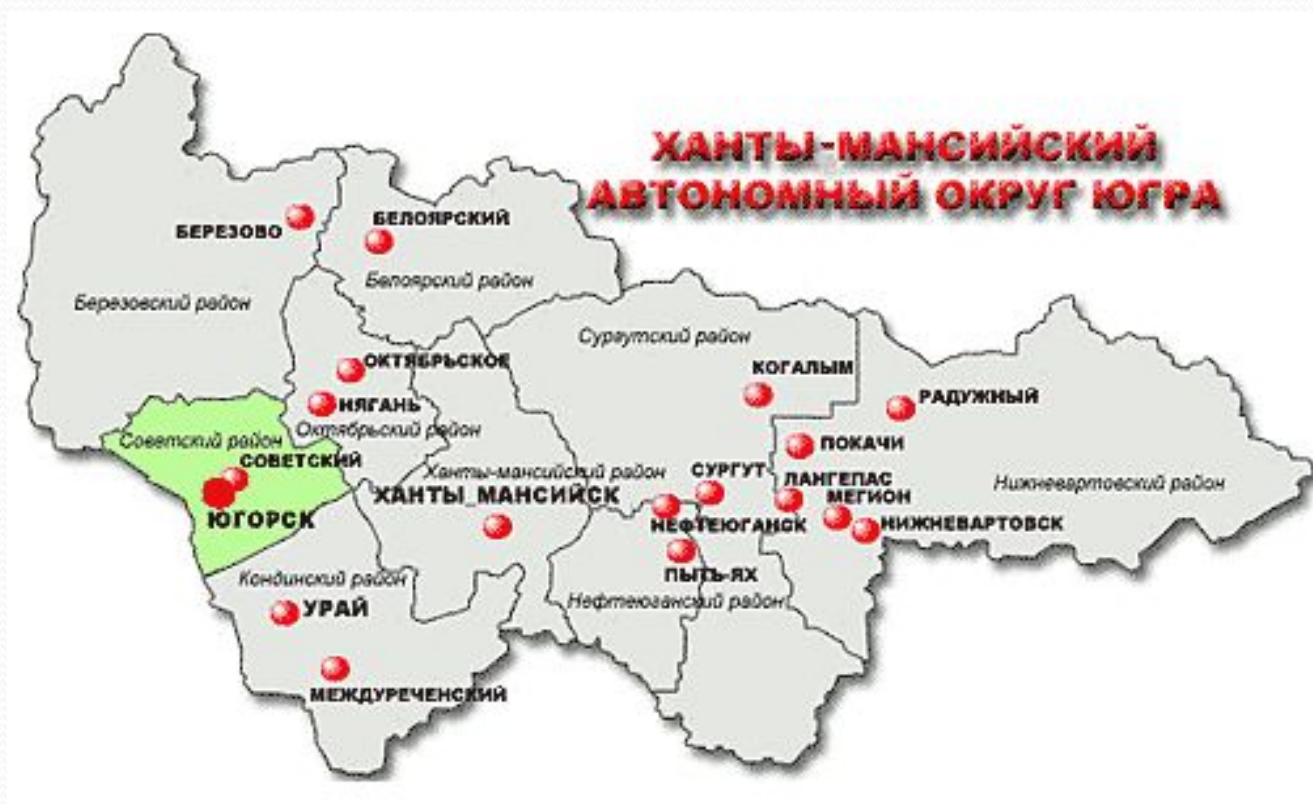 ХАНТЫ-МАНСИЙСКИЙ
АВТОНОМНЫЙ ОКРУГ ЮГРА
БЕРЕЗОВО
БЕЛОЯРСКИЙ
Белоярский район
Березовский район
Сургутский район
ОКТЯБРЬСКОЕ
КОГАЛЫМ
РАДУЖНЫЙ
НЯГАНЬ
Октябрьский район
Советский район
ПОКАЧИ
СОВЕТСКИЙ
Ханты-мансийский район
СУРГУТ
ЛАНГЕПАС
Нижневартовский район
ХАНТЫ_МАНСИЙСК
МЕГИОН
ЮГОРСК
НЕФТЕЮГАНСК
НИЖНЕВАРТОВСК
ПЫТЬ-ЯХ
Кондинский район
Нефтеюганский район
УРАЙ
МЕЖДУРЕЧЕНСКИЙ